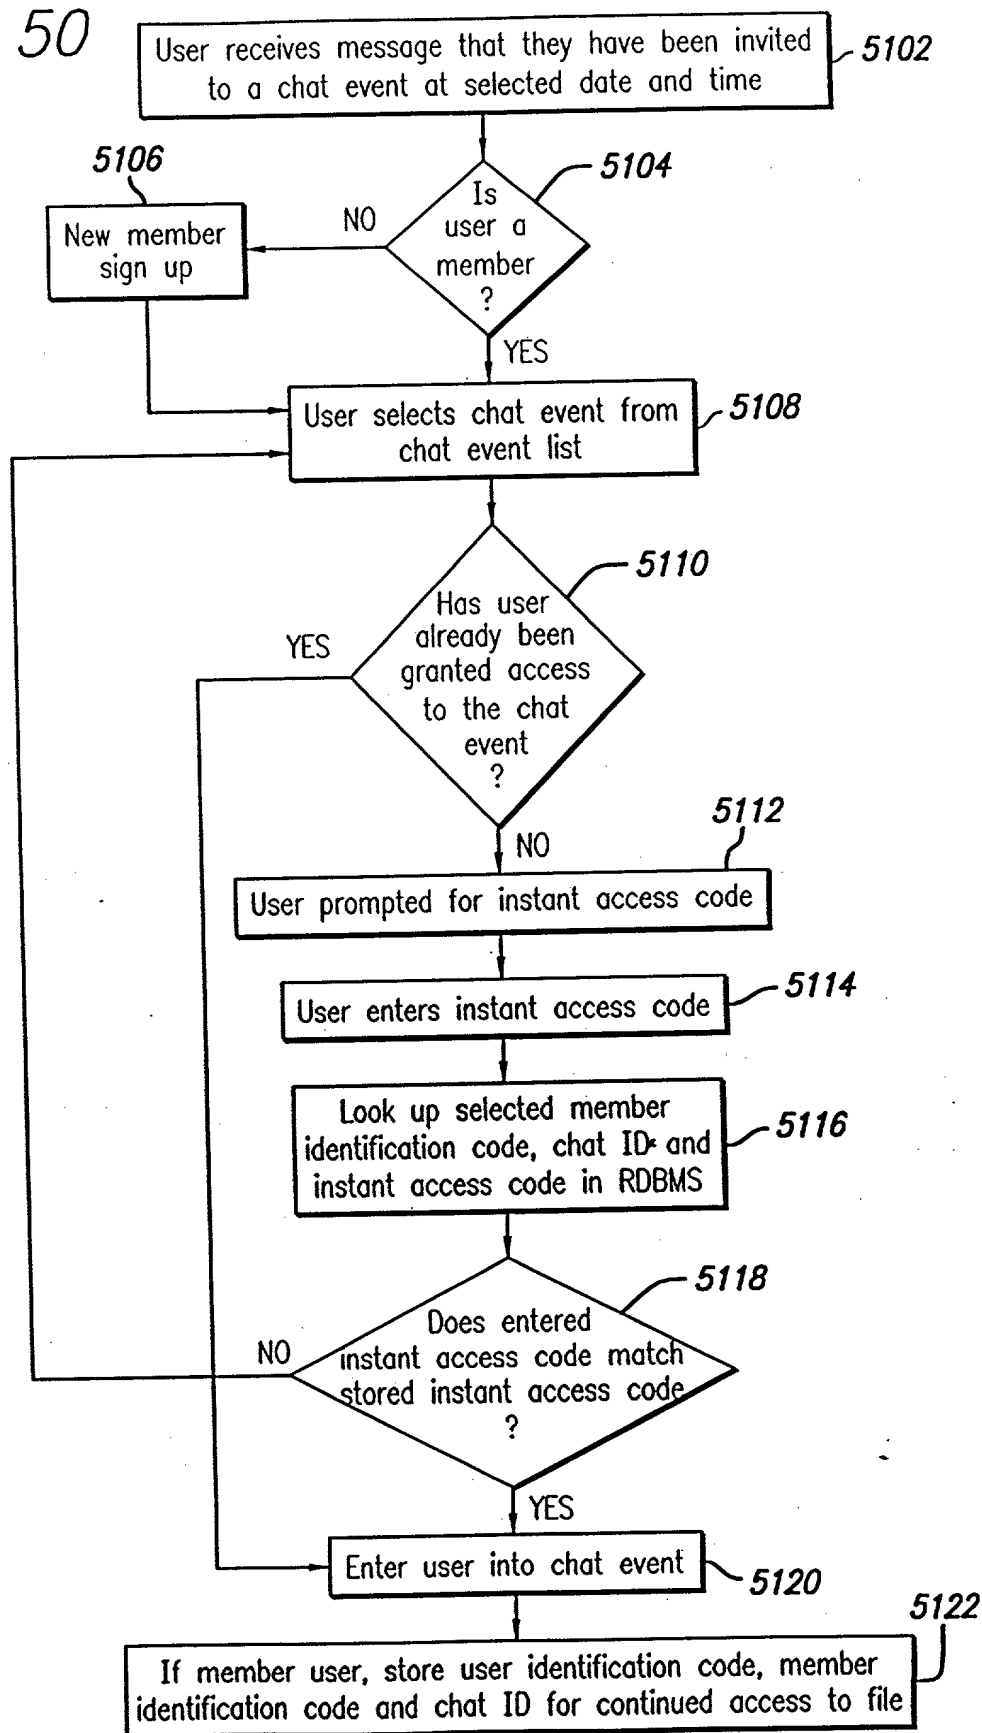 50
User receives message that they have been invited
to a chat event at selected date and time
5102
5104
5106
Is
user a
member
?
NO
New member
sign up
YES
User selects chat event from
chat event list
5108
5110
Has user
already been
granted access
to the chat
event
?
YES
NO
5112
User prompted for instant access code
User enters instant access code
5114
Look up selected member
identification code, chat ID and
instant access code in RDBMS
5116
5118
Does entered
instant access code match
stored instant access code
?
NO
YES
Enter user into chat event
5120
5122
If member user, store user identification code, member
identification code and chat ID for continued access to file